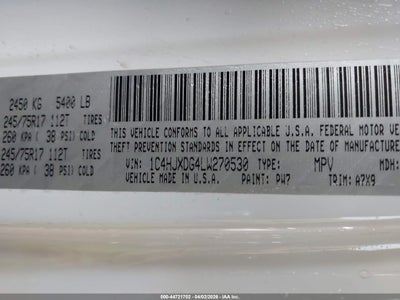 2450 KG 5400 LB
245/75R17 112T TIRES
260 KPA ( 38 PSI) COLD
245/75R17 112T TIRES
260 KPA ( 38 PSI) COLD
THIS VEHICLE CONFORMS TO ALL APPLICABLE U.S.A. FEDERAL MOTOR VEH
THEFT PREVENTION STANDARDS IN EFFECT ON THE DATE OF MANUFACTURE
VIN: 1C4HJXDG4LW270530 TYPE: MPV MDH:
VEHICLE MADE IN U.S.A. PAINT: PW7 TRIM: A7X9
500-44721702 - 04/02/2026 - IAA, Inc.